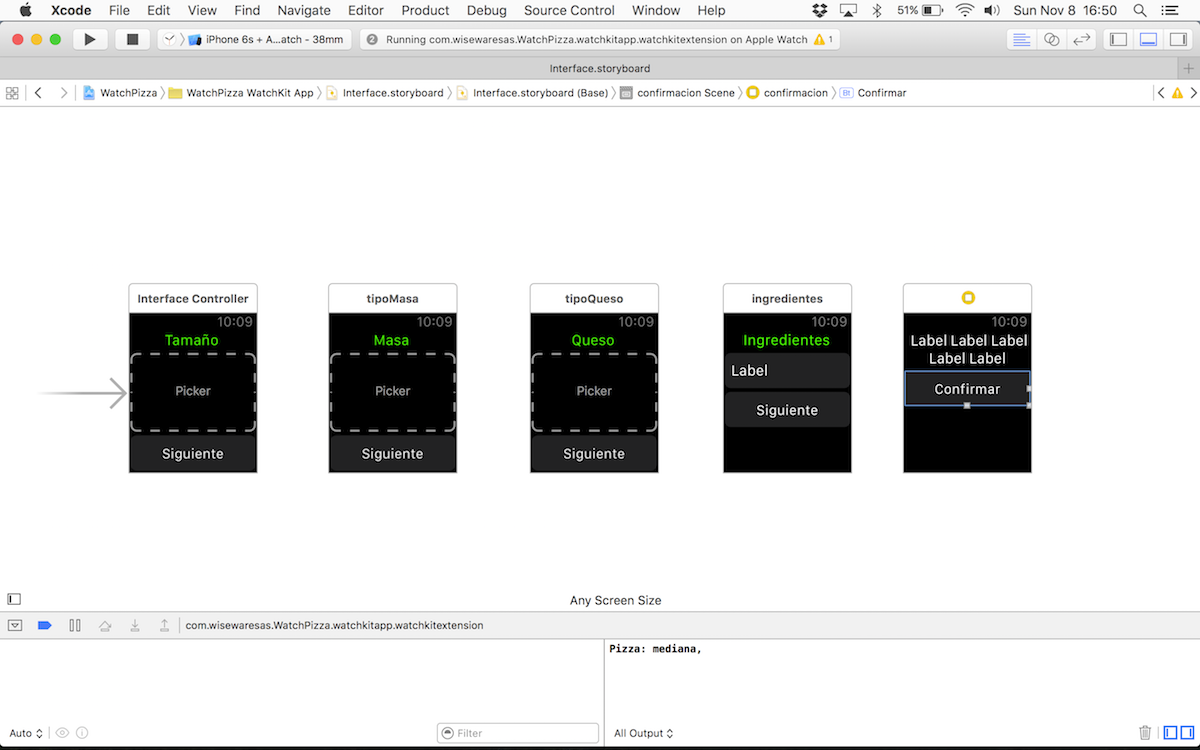 Xcode File Edit View Find Navigate Editor Product Debug Source Control Window Help 51% Sun Nov 8 16:50
iPhone 6s + A...atch - 38mm 2 Running com.wisewaresas.WatchPizza.watchkitapp.watchkitextension on Apple Watch 1
Interface.storyboard
WatchPizza WatchKit App Interface.storyboard Interface.storyboard (Base) confirmacion Scene confirmacion Bt Confirmar
Interface Controller
10:09
Tamaño
Picker
Siguiente
tipoMasa
10:09
Masa
Picker
Siguiente
tipoQueso
10:09
Queso
Picker
Siguiente
ingredientes
10:09
Ingredientes
Label
Siguiente
10:09
Label Label Label
Label Label
Confirmar
Any Screen Size
com.wisewaresas.WatchPizza.watchkitapp.watchkitextension
Pizza: mediana,
Auto Filter All Output